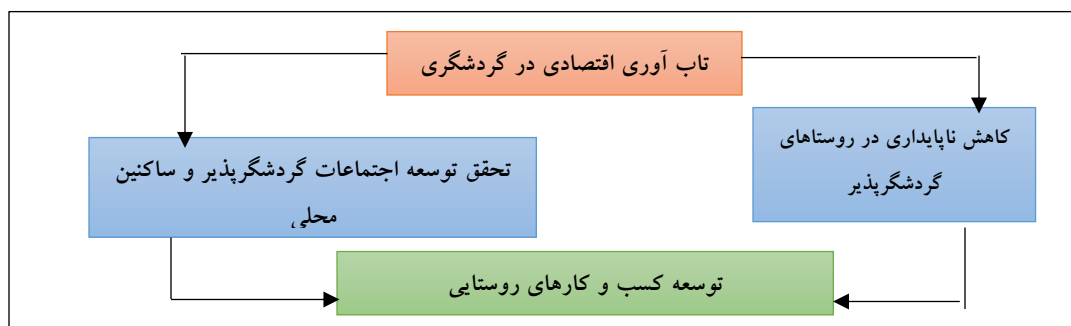 تاب آوری اقتصادی در گردشگری
کاهش ناپایداری در روستاهای
گردشگرپذیر
تحقق توسعه اجتماعات گردشگرپذیر و ساکنین
محلی
توسعه کسب و کارهای روستایی